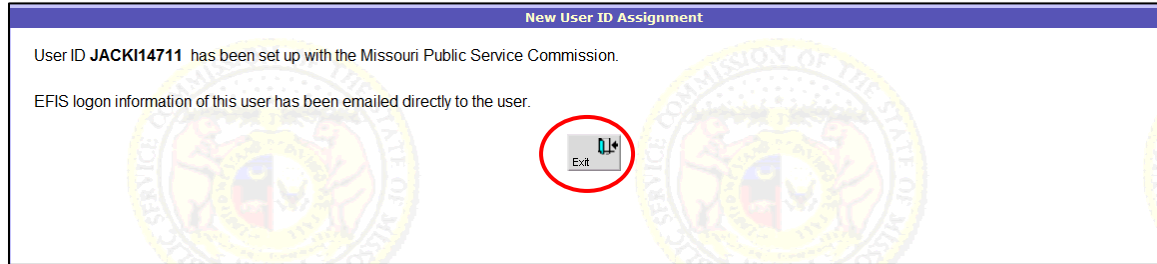 New User ID Assignment
User ID JACKI14711 has been set up with the Missouri Public Service Commission.
EFIS logon information of this user has been emailed directly to the user.
Exit